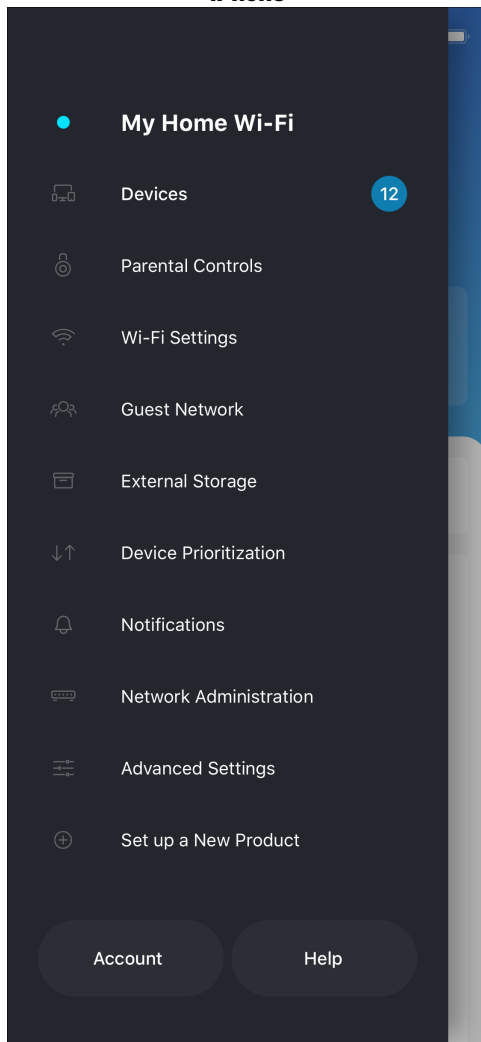 My Home Wi-Fi
Devices 12
Parental Controls
Wi-Fi Settings
Guest Network
External Storage
Device Prioritization
Notifications
Network Administration
Advanced Settings
Set up a New Product
Account Help